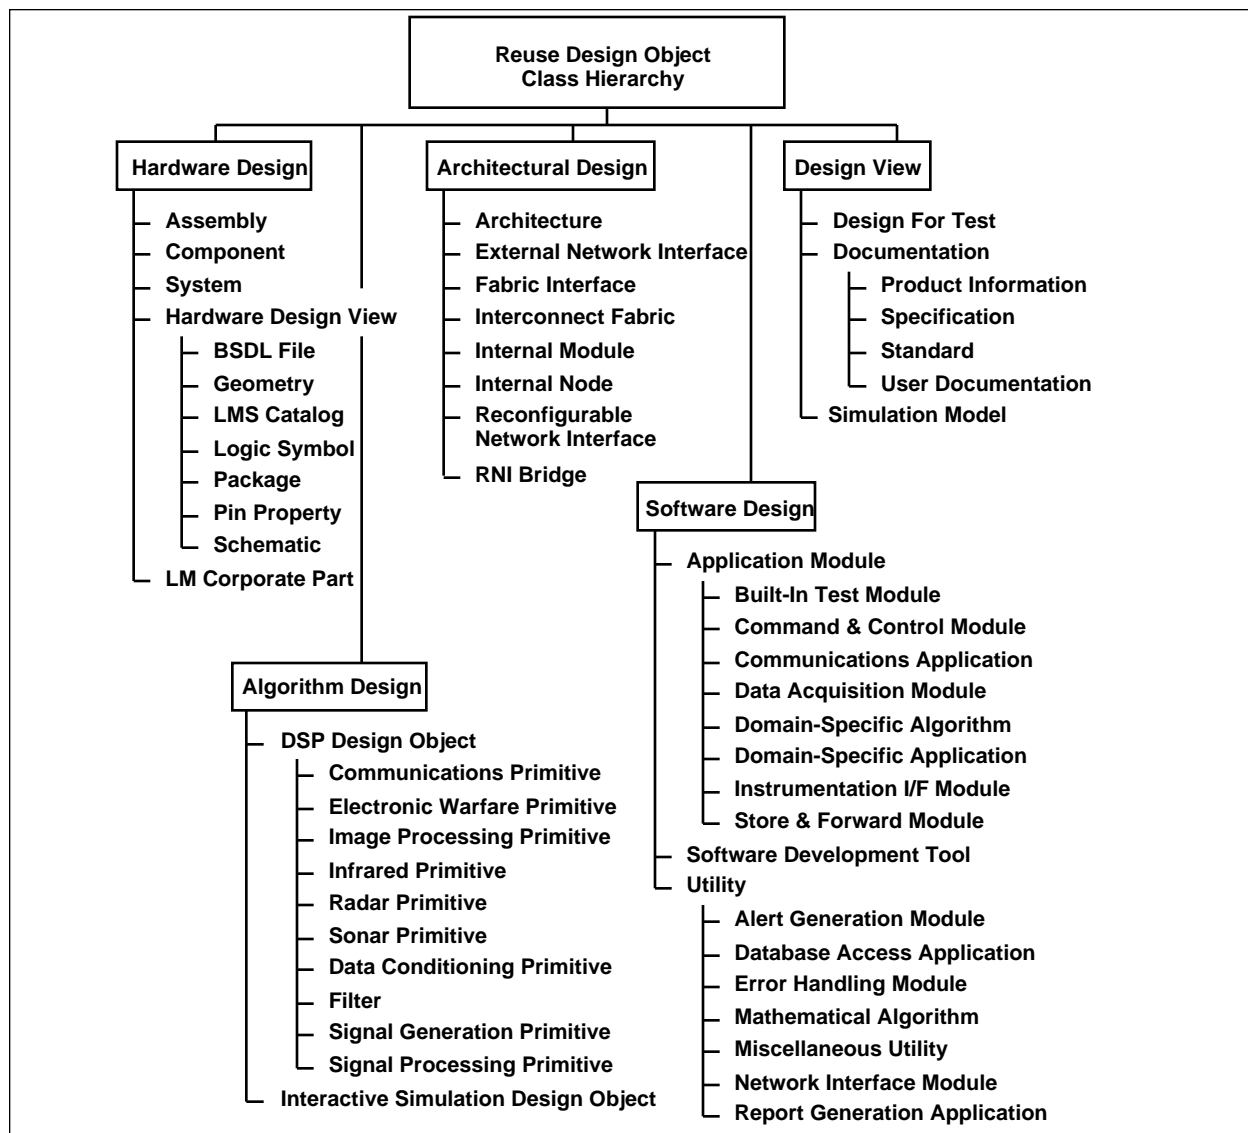 Reuse Design Object
Class Hierarchy
Hardware Design
Assembly
Component
System
Hardware Design View
BSDL File
Geometry
LMS Catalog
Logic Symbol
Package
Pin Property
Schematic
LM Corporate Part
Architectural Design
Architecture
External Network Interface
Fabric Interface
Interconnect Fabric
Internal Module
Internal Node
Reconfigurable
Network Interface
RNI Bridge
Design View
Design For Test
Documentation
Product Information
Specification
Standard
User Documentation
Simulation Model
Algorithm Design
DSP Design Object
Communications Primitive
Electronic Warfare Primitive
Image Processing Primitive
Infrared Primitive
Radar Primitive
Sonar Primitive
Data Conditioning Primitive
Filter
Signal Generation Primitive
Signal Processing Primitive
Interactive Simulation Design Object
Software Design
Application Module
Built-In Test Module
Command & Control Module
Communications Application
Data Acquisition Module
Domain-Specific Algorithm
Domain-Specific Application
Instrumentation I/F Module
Store & Forward Module
Software Development Tool
Utility
Alert Generation Module
Database Access Application
Error Handling Module
Mathematical Algorithm
Miscellaneous Utility
Network Interface Module
Report Generation Application